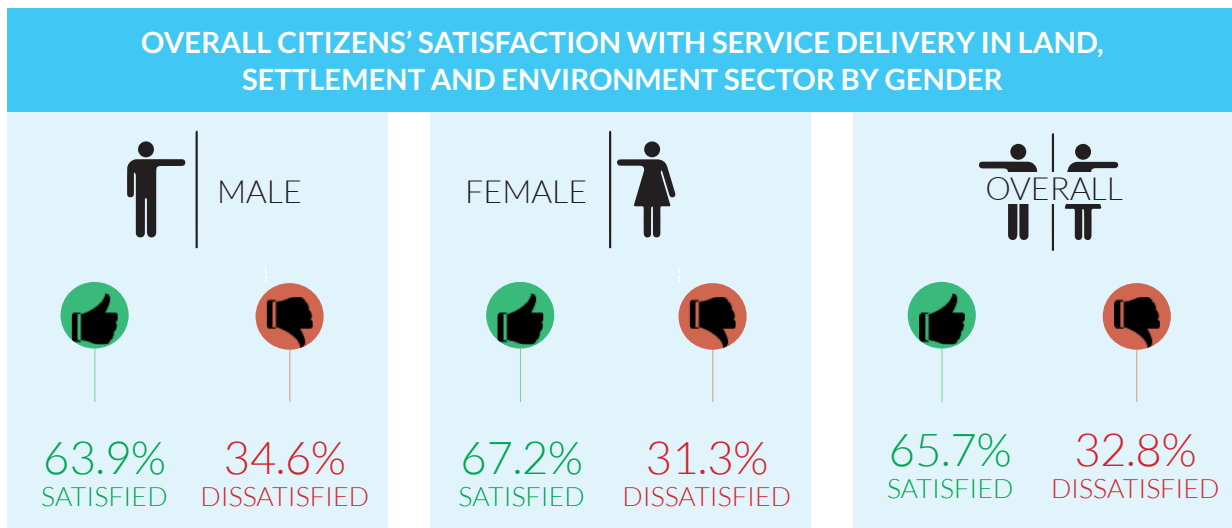 OVERALL CITIZENS’ SATISFACTION WITH SERVICE DELIVERY IN LAND,
SETTLEMENT AND ENVIRONMENT SECTOR BY GENDER
MALE
63.9%
SATISFIED
34.6%
DISSATISFIED
FEMALE
67.2%
SATISFIED
31.3%
DISSATISFIED
OVERALL
65.7%
SATISFIED
32.8%
DISSATISFIED